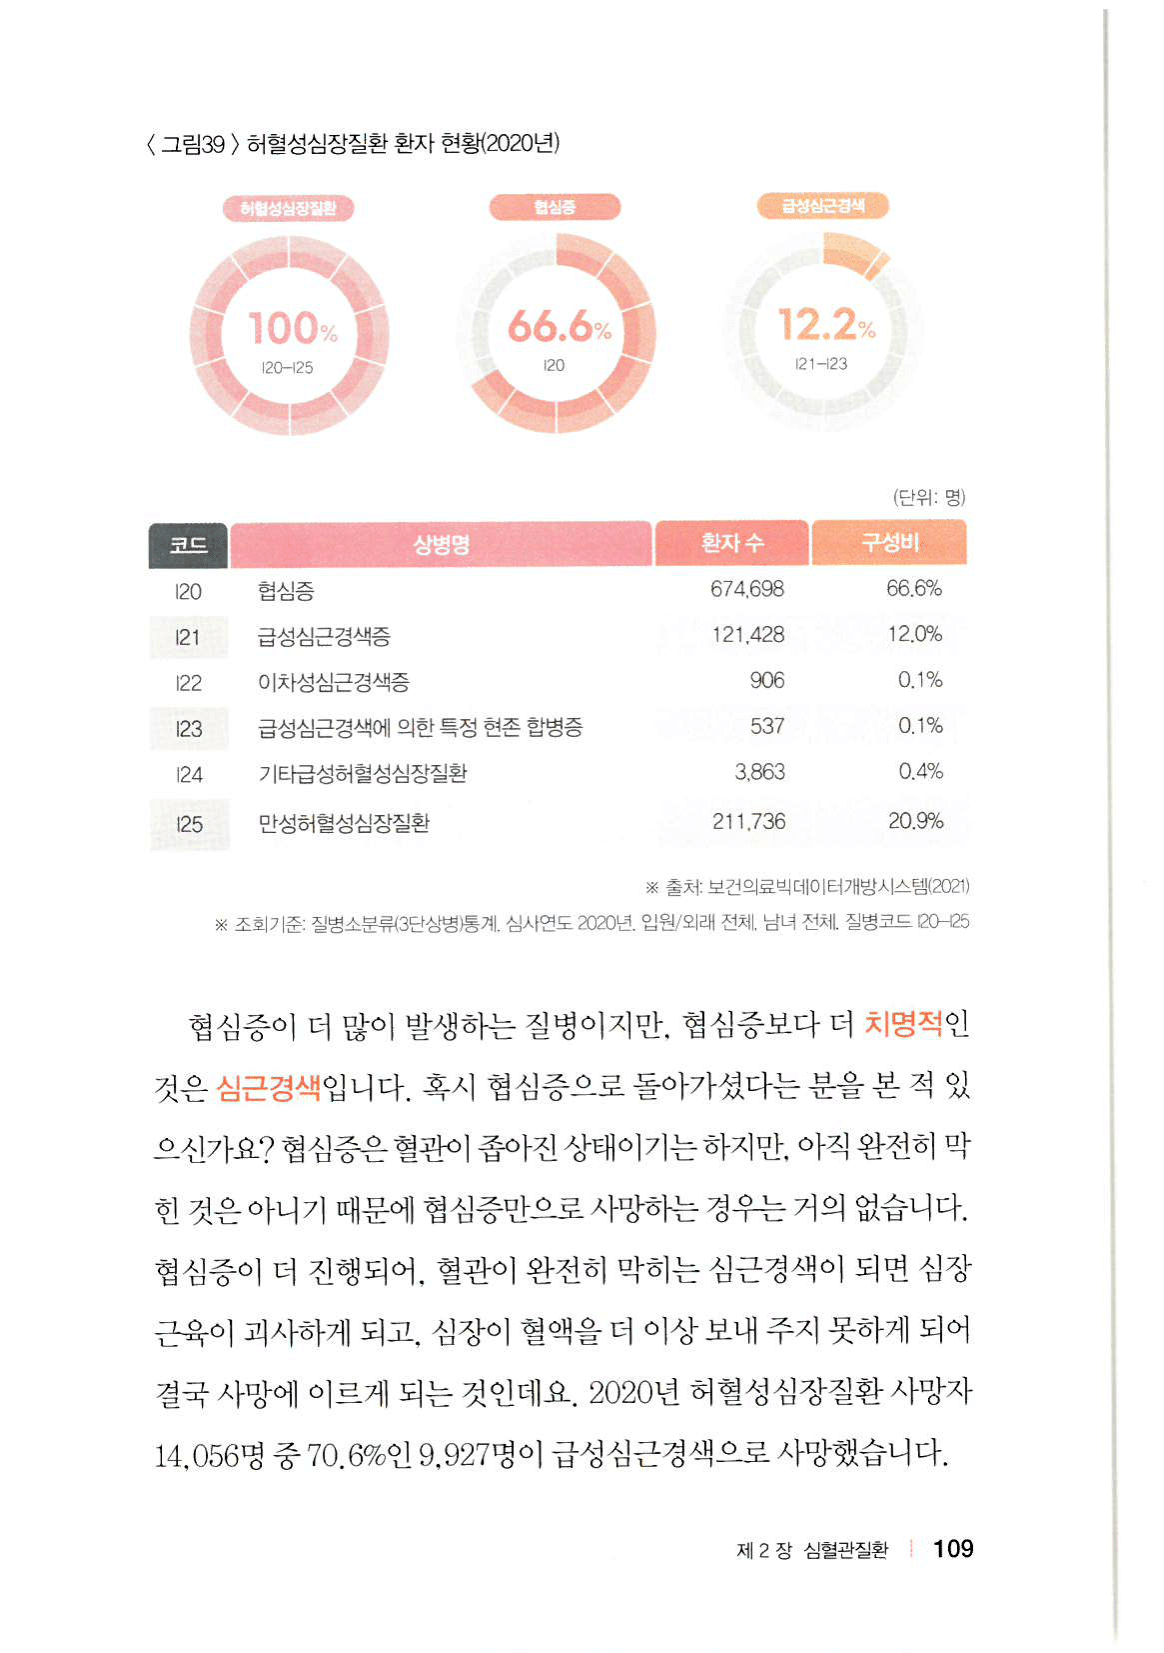 〈 그림39 〉 허혈성심장질환 환자 현황(2020년)
허혈성심장질환 협심증 급성심근경색
100% 66.6% 12.2%
I20–I25 I20 I21–I23
(단위: 명)
코드 상병명 환자 수 구성비
I20 협심증 674,698 66.6%
I21 급성심근경색증 121,428 12.0%
I22 이차성심근경색증 906 0.1%
I23 급성심근경색에 의한 특정 현존 합병증 537 0.1%
I24 기타급성허혈성심장질환 3,863 0.4%
I25 만성허혈성심장질환 211,736 20.9%
※ 출처: 보건의료빅데이터개방시스템(2021)
※ 조회기준: 질병소분류(3단상병)통계, 심사연도 2020년, 입원/외래 전체, 남녀 전체, 질병코드 I20–I25
협심증이 더 많이 발생하는 질병이지만, 협심증보다 더 치명적인
것은 심근경색입니다. 혹시 협심증으로 돌아가셨다는 분을 본 적 있
으신가요? 협심증은 혈관이 좁아진 상태이기는 하지만, 아직 완전히 막
힌 것은 아니기 때문에 협심증만으로 사망하는 경우는 거의 없습니다.
협심증이 더 진행되어, 혈관이 완전히 막히는 심근경색이 되면 심장
근육이 괴사하게 되고, 심장이 혈액을 더 이상 보내 주지 못하게 되어
결국 사망에 이르게 되는 것인데요. 2020년 허혈성심장질환 사망자
14,056명 중 70.6%인 9,927명이 급성심근경색으로 사망했습니다.
제 2 장 심혈관질환 | 109